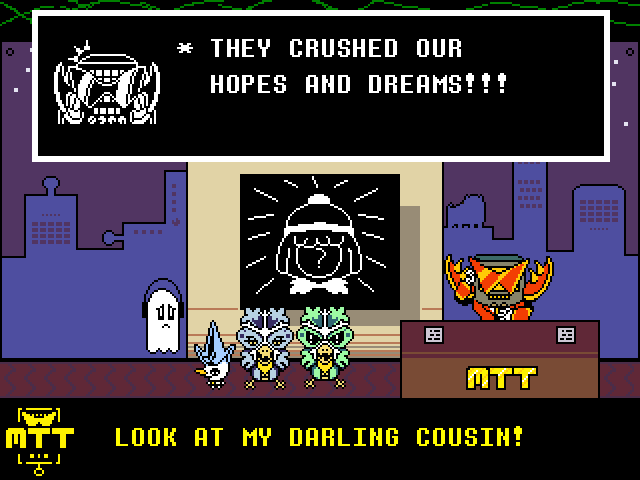 * THEY CRUSHED OUR
HOPES AND DREAMS!!!
?
MTT
MTT
LOOK AT MY DARLING COUSIN!